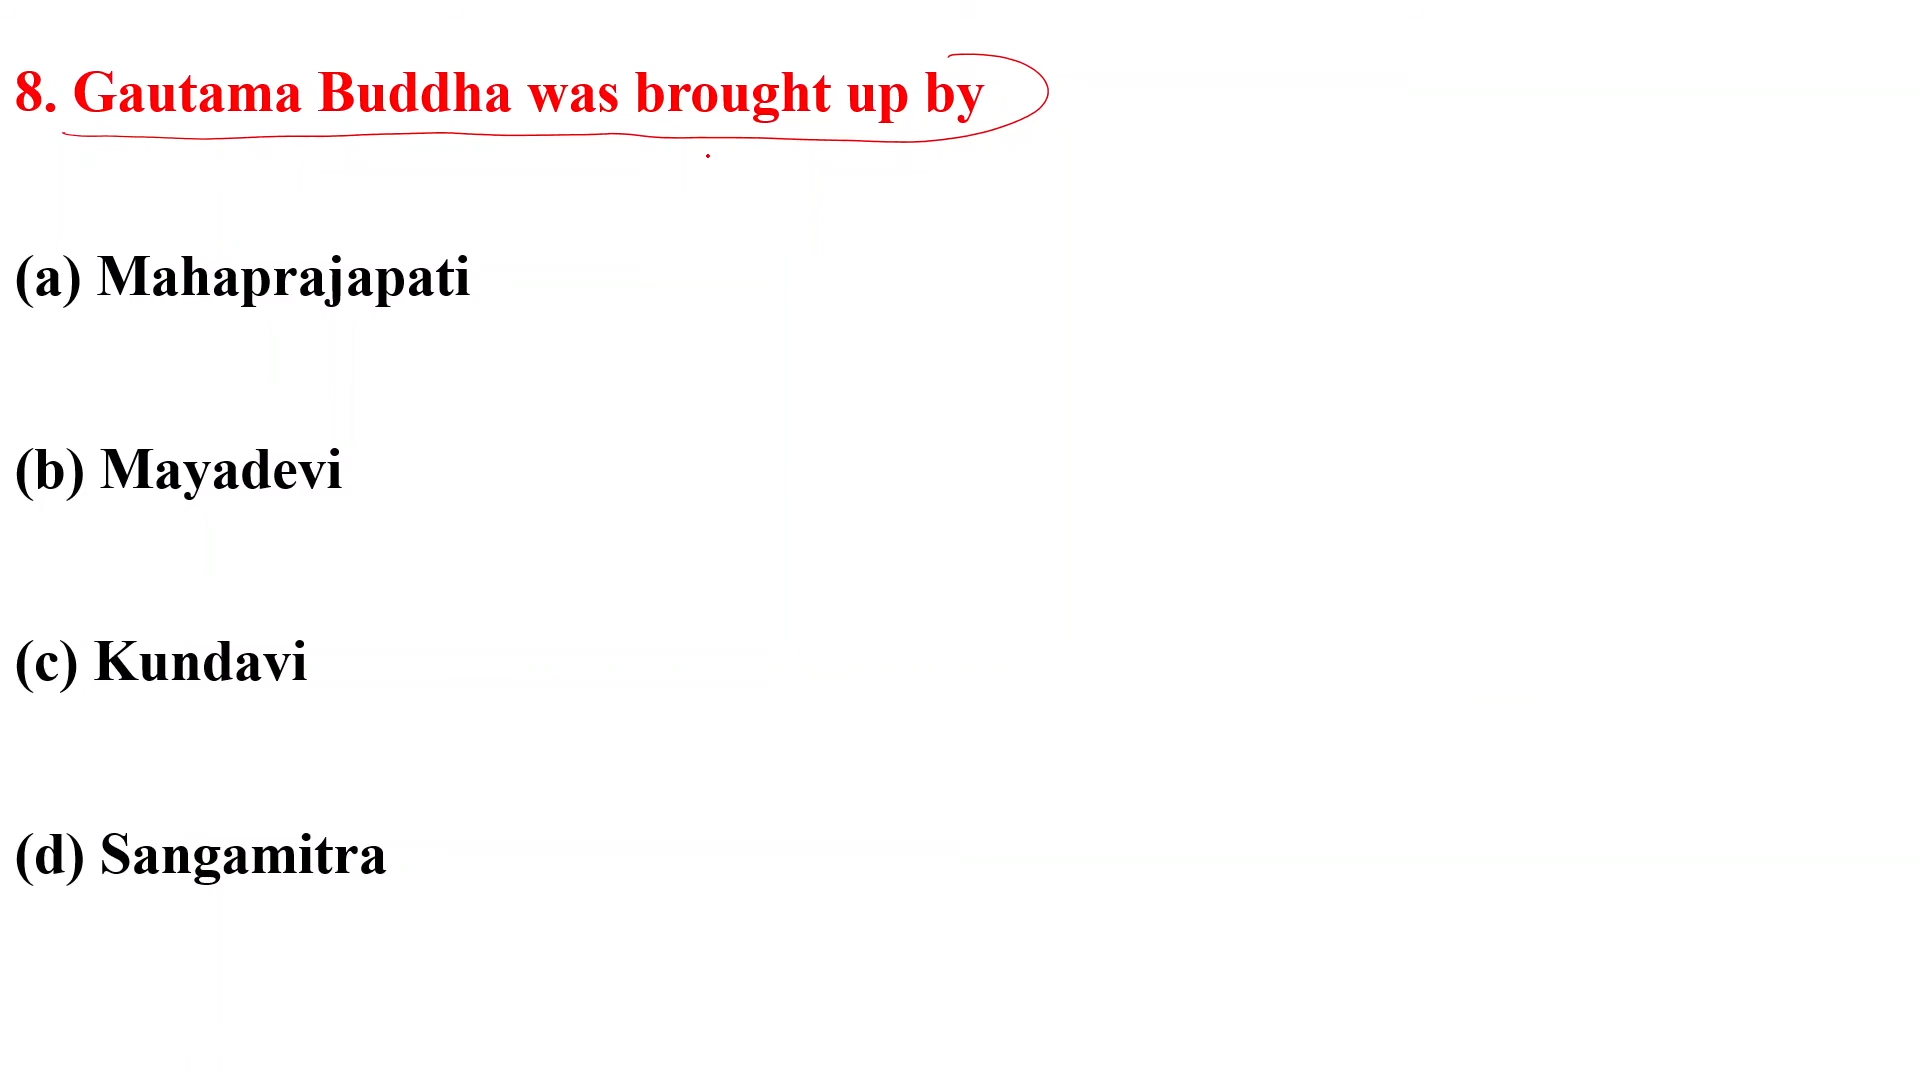 8. Gautama Buddha was brought up by
(a) Mahaprajapati
(b) Mayadevi
(c) Kundavi
(d) Sangamitra